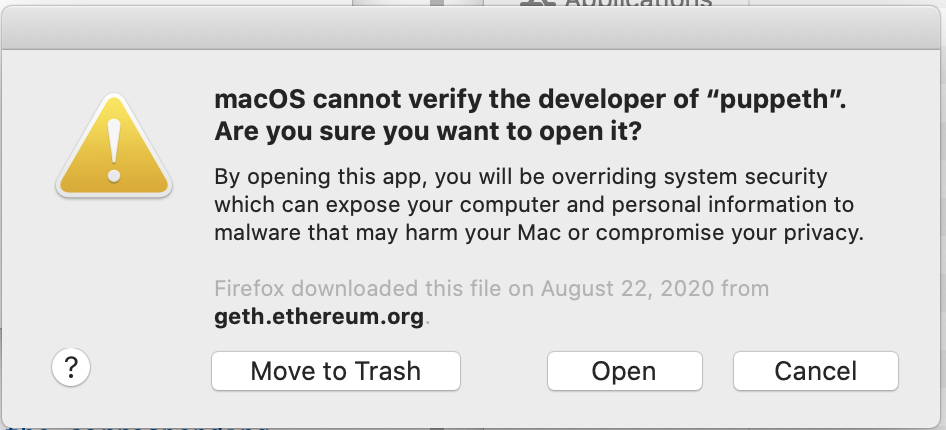 Applications
macOS cannot verify the developer of “puppeth”.
Are you sure you want to open it?
By opening this app, you will be overriding system security
which can expose your computer and personal information to
malware that may harm your Mac or compromise your privacy.
Firefox downloaded this file on August 22, 2020 from
geth.ethereum.org.
?
Move to Trash
Open
Cancel